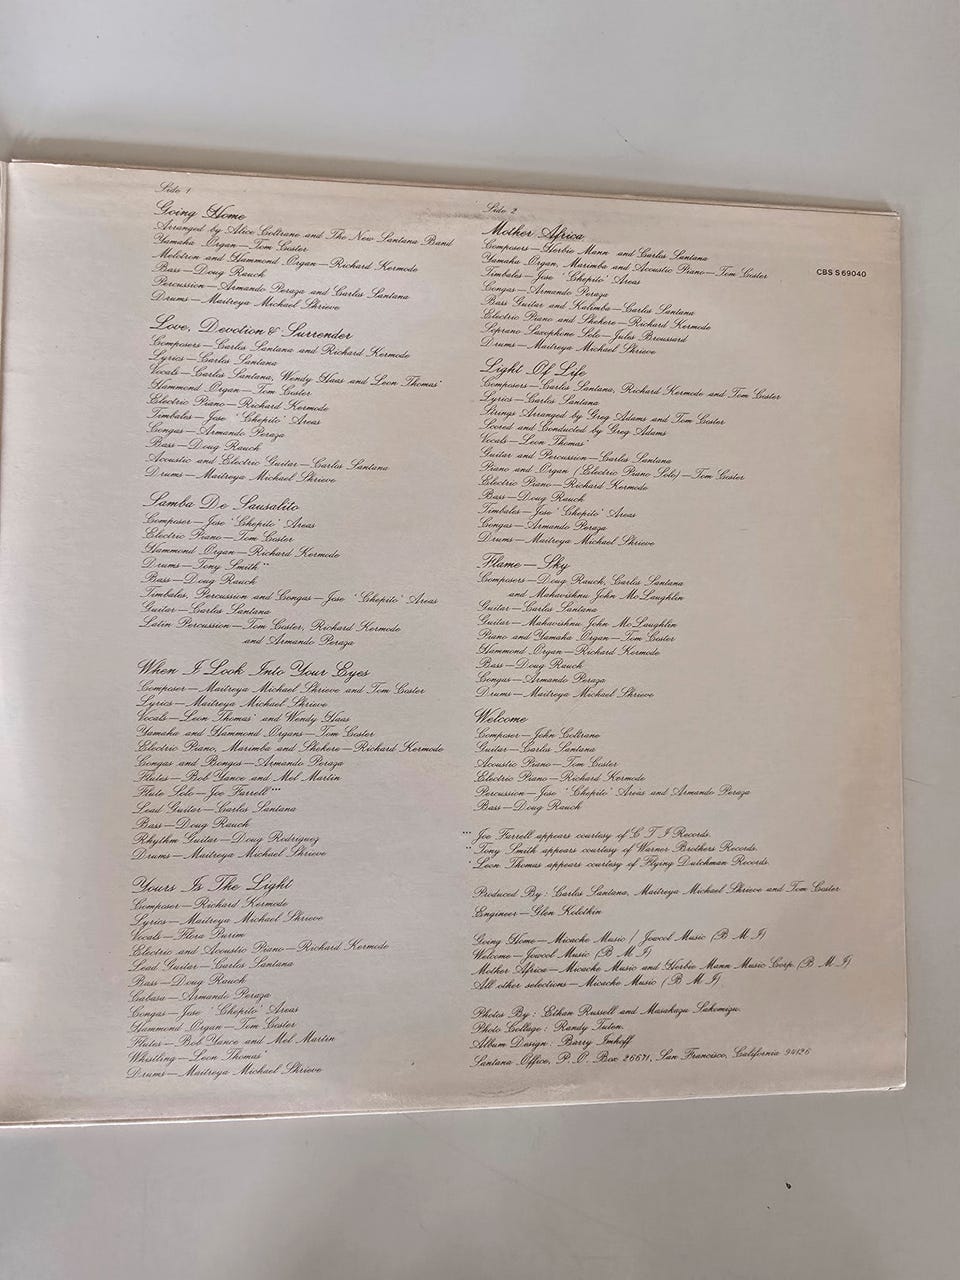 Side 1
Going Home
Arranged by Alice Coltrane and The New Santana Band
Yamaha Organ—Tom Coster
Melotron and Hammond Organ—Richard Kermode
Bass—Doug Rauch
Percussion—Armando Peraza and Carlos Santana
Drums—Maitreya Michael Shrieve
Love, Devotion & Surrender
Composers—Carlos Santana and Richard Kermode
Lyrics—Carlos Santana
Vocals—Carlos Santana, Wendy Haas and Leon Thomas*
Hammond Organ—Tom Coster
Electric Piano—Richard Kermode
Timbales—Jose 'Chepito' Areas
Congas—Armando Peraza
Bass—Doug Rauch
Acoustic and Electric Guitar—Carlos Santana
Drums—Maitreya Michael Shrieve
Samba De Sausalito
Composer—Jose 'Chepito' Areas
Electric Piano—Tom Coster
Hammond Organ—Richard Kermode
Drums—Tony Smith**
Bass—Doug Rauch
Timbales, Percussion and Congas—Jose 'Chepito' Areas
Guitar—Carlos Santana
Latin Percussion—Tom Coster, Richard Kermode
and Armando Peraza
When I Look Into Your Eyes
Composer—Maitreya Michael Shrieve and Tom Coster
Lyrics—Maitreya Michael Shrieve
Vocals—Leon Thomas* and Wendy Haas
Yamaha and Hammond Organs—Tom Coster
Electric Piano, Marimba and Shekere—Richard Kermode
Congas and Bongos—Armando Peraza
Flutes—Bob Yance and Mel Martin
Flute Solo—Joe Farrell***
Lead Guitar—Carlos Santana
Bass—Doug Rauch
Rhythm Guitar—Doug Rodriguez
Drums—Maitreya Michael Shrieve
Yours Is The Light
Composer—Richard Kermode
Lyrics—Maitreya Michael Shrieve
Vocals—Flora Purim
Electric and Acoustic Piano—Richard Kermode
Lead Guitar—Carlos Santana
Bass—Doug Rauch
Cabasa—Armando Peraza
Congas—Jose 'Chepito' Areas
Hammond Organ—Tom Coster
Flutes—Bob Yance and Mel Martin
Whistling—Leon Thomas*
Drums—Maitreya Michael Shrieve
Side 2
Mother Africa
Composers—Herbie Mann and Carlos Santana
Yamaha Organ, Marimba and Acoustic Piano—Tom Coster
Timbales—Jose 'Chepito' Areas
Congas—Armando Peraza
Bass Guitar and Kalimba—Carlos Santana
Electric Piano and Shekere—Richard Kermode
Soprano Saxophone Solo—Jules Broussard
Drums—Maitreya Michael Shrieve
Light Of Life
Composers—Carlos Santana, Richard Kermode and Tom Coster
Lyrics—Carlos Santana
Strings Arranged by Greg Adams and Tom Coster
Scored and Conducted by Greg Adams
Vocals—Leon Thomas*
Guitar and Percussion—Carlos Santana
Piano and Organ (Electric Piano Solo)—Tom Coster
Electric Piano—Richard Kermode
Bass—Doug Rauch
Timbales—Jose 'Chepito' Areas
Congas—Armando Peraza
Drums—Maitreya Michael Shrieve
Flame—Sky
Composers—Doug Rauch, Carlos Santana
and Mahavishnu John McLaughlin
Guitar—Carlos Santana
Guitar—Mahavishnu John McLaughlin
Piano and Yamaha Organ—Tom Coster
Hammond Organ—Richard Kermode
Bass—Doug Rauch
Congas—Armando Peraza
Drums—Maitreya Michael Shrieve
Welcome
Composer—John Coltrane
Guitar—Carlos Santana
Acoustic Piano—Tom Coster
Electric Piano—Richard Kermode
Percussion—Jose 'Chepito' Areas and Armando Peraza
Bass—Doug Rauch
***Joe Farrell appears courtesy of C T I Records.
**Tony Smith appears courtesy of Warner Brothers Records.
*Leon Thomas appears courtesy of Flying Dutchman Records.
Produced By: Carlos Santana, Maitreya Michael Shrieve and Tom Coster
Engineer—Glen Kolotkin
Going Home—Micache Music / Jowcol Music (B M I)
Welcome—Jowcol Music (B M I)
Mother Africa—Micache Music and Herbie Mann Music Corp. (B M I)
All other selections—Micache Music (B M I)
Photos By: Ethan Russell and Masakazu Sakomizu.
Photo Collage: Randy Tuten.
Album Design: Barry Imhoff
Santana Office, P. O. Box 26671, San Francisco, California 94126
CBS S 69040